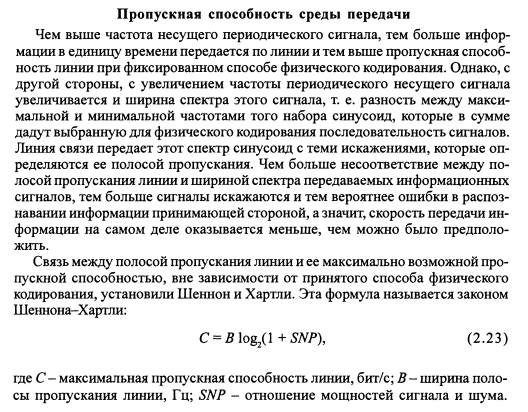 Пропускная способность среды передачи
Чем выше частота несущего периодического сигнала, тем больше инфор-
мации в единицу времени передается по линии и тем выше пропускная способ-
ность линии при фиксированном способе физического кодирования. Однако, с
другой стороны, с увеличением частоты периодического несущего сигнала
увеличивается и ширина спектра этого сигнала, т. е. разность между макси-
мальной и минимальной частотами того набора синусоид, которые в сумме
дадут выбранную для физического кодирования последовательность сигналов.
Линия связи передает этот спектр синусоид с теми искажениями, которые оп-
ределяются ее полосой пропускания. Чем больше несоответствие между по-
лосой пропускания линии и шириной спектра передаваемых информационных
сигналов, тем больше сигналы искажаются и тем вероятнее ошибки в распоз-
навании информации принимающей стороной, а значит, скорость передачи ин-
формации на самом деле оказывается меньше, чем можно было предполо-
жить.
Связь между полосой пропускания линии и ее максимально возможной про-
пускной способностью, вне зависимости от принятого способа физического
кодирования, установили Шеннон и Хартли. Эта формула называется законом
Шеннона–Хартли:
C = B log₂(1 + SNP), (2.23)
где C – максимальная пропускная способность линии, бит/с; B – ширина поло-
сы пропускания линии, Гц; SNP – отношение мощностей сигнала и шума.